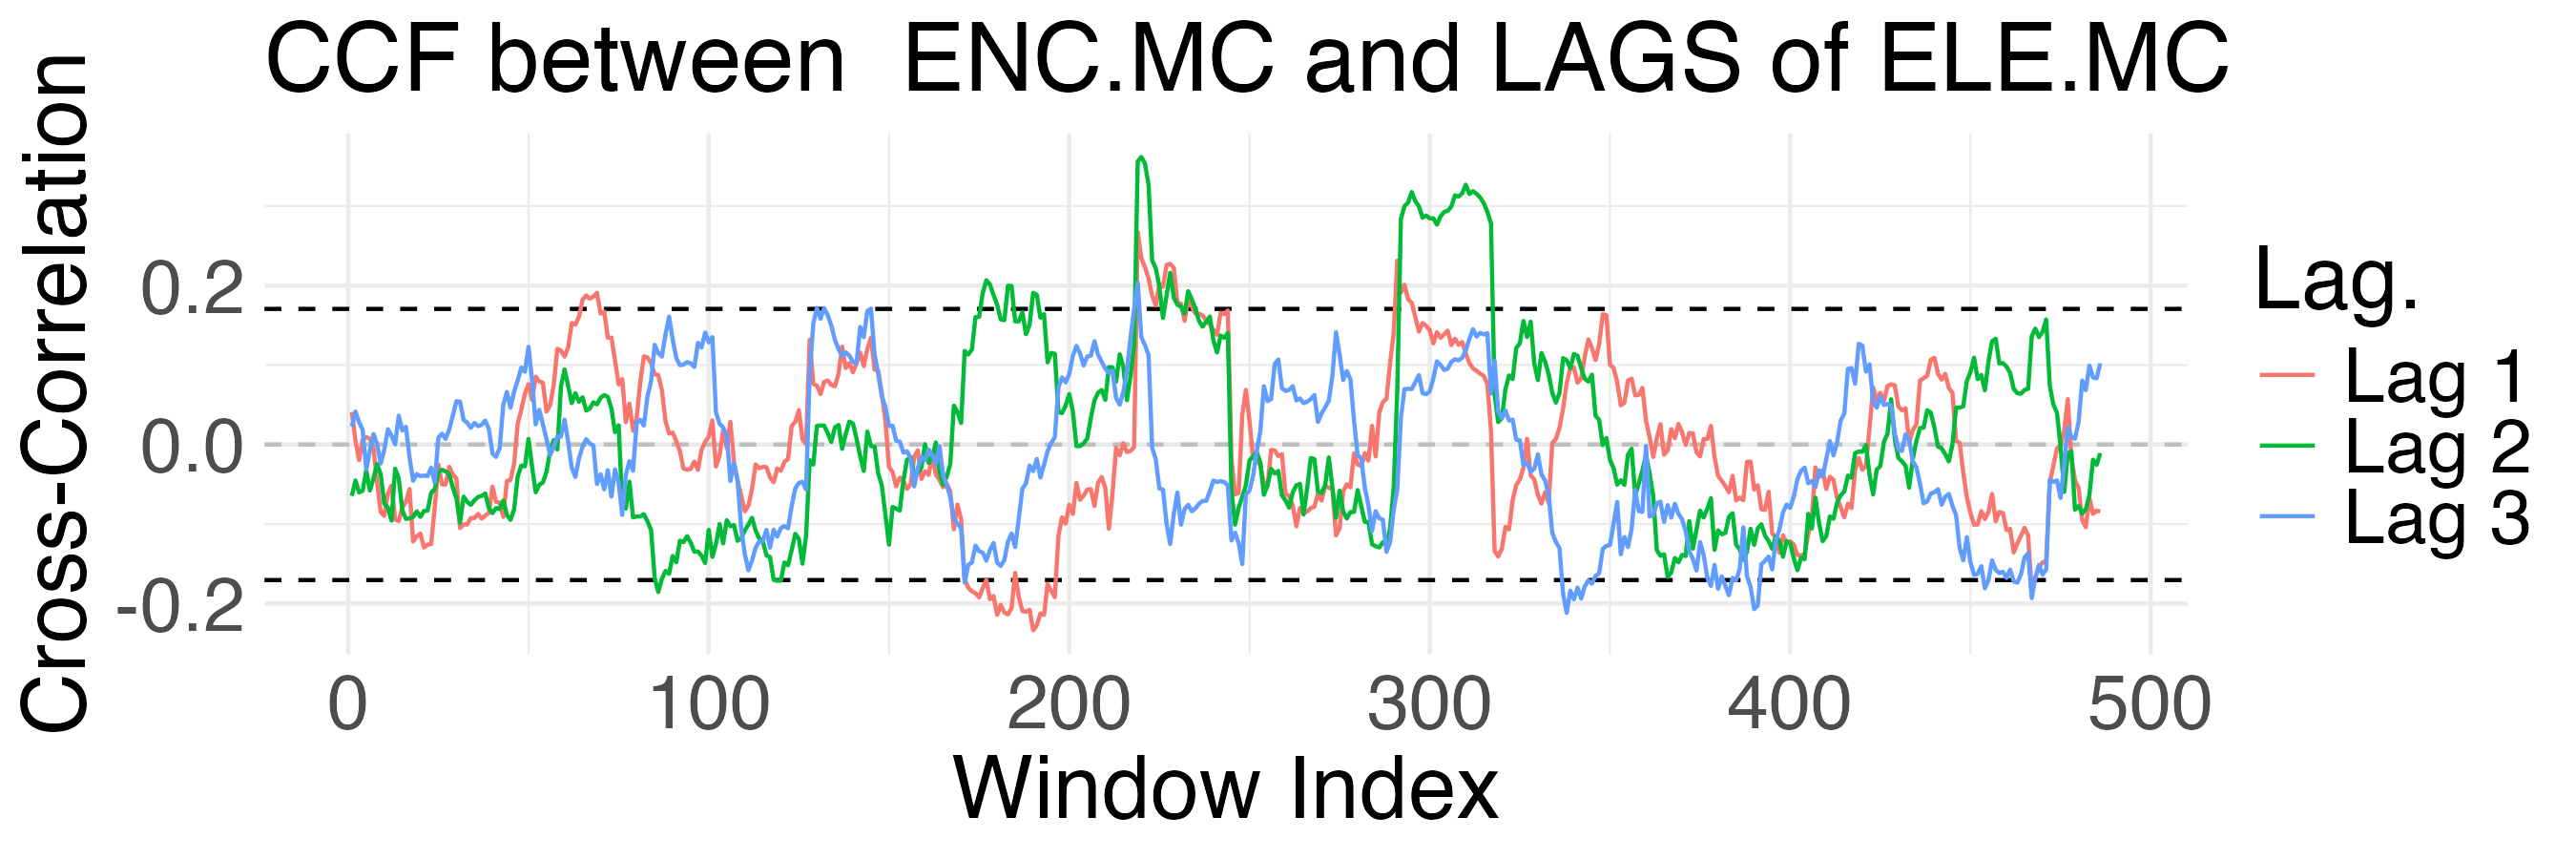 CCF between  ENC.MC and LAGS of ELE.MC
Cross-Correlation
0.2
0.0
-0.2
0 100 200 300 400 500
Window Index
Lag.
Lag 1
Lag 2
Lag 3